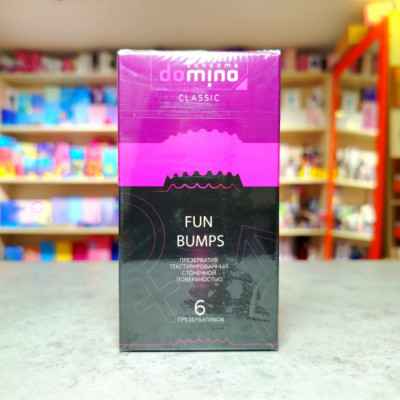 condoms
domino
CLASSIC
FUN
BUMPS
ПРЕЗЕРВАТИВ
ТЕКСТУРИРОВАННЫЙ
С ТОЧЕЧНОЙ
ПОВЕРХНОСТЬЮ
6
ПРЕЗЕРВАТИВОВ